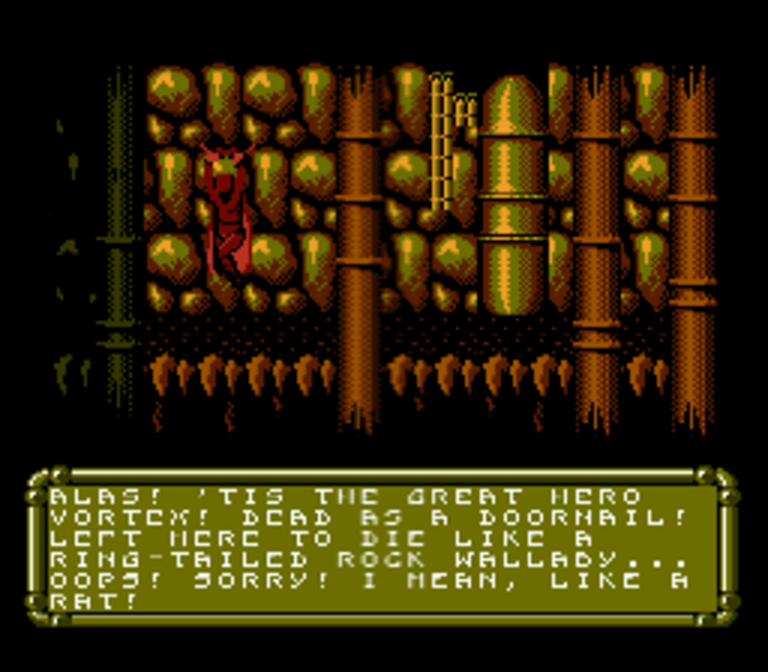 ALAS! 'TIS THE GREAT HERO
VORTEX! DEAD AS A DOORNAIL!
LEFT HERE TO DIE LIKE A
RING-TAILED ROCK WALLABY...
OOPS! SORRY! I MEAN, LIKE A
RAT!